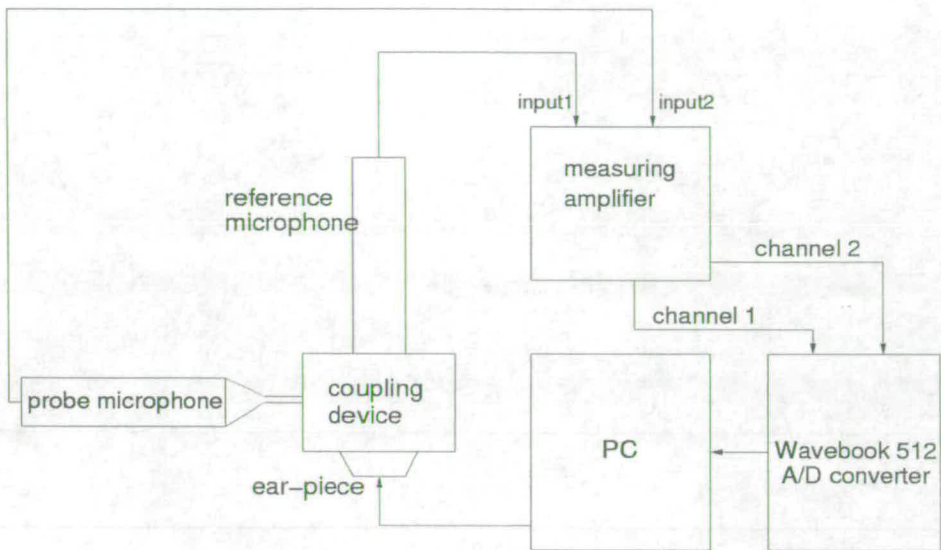 input1
input2
measuring
amplifier
reference
microphone
channel 2
channel 1
probe microphone
coupling
device
PC
Wavebook 512
A/D converter
ear-piece